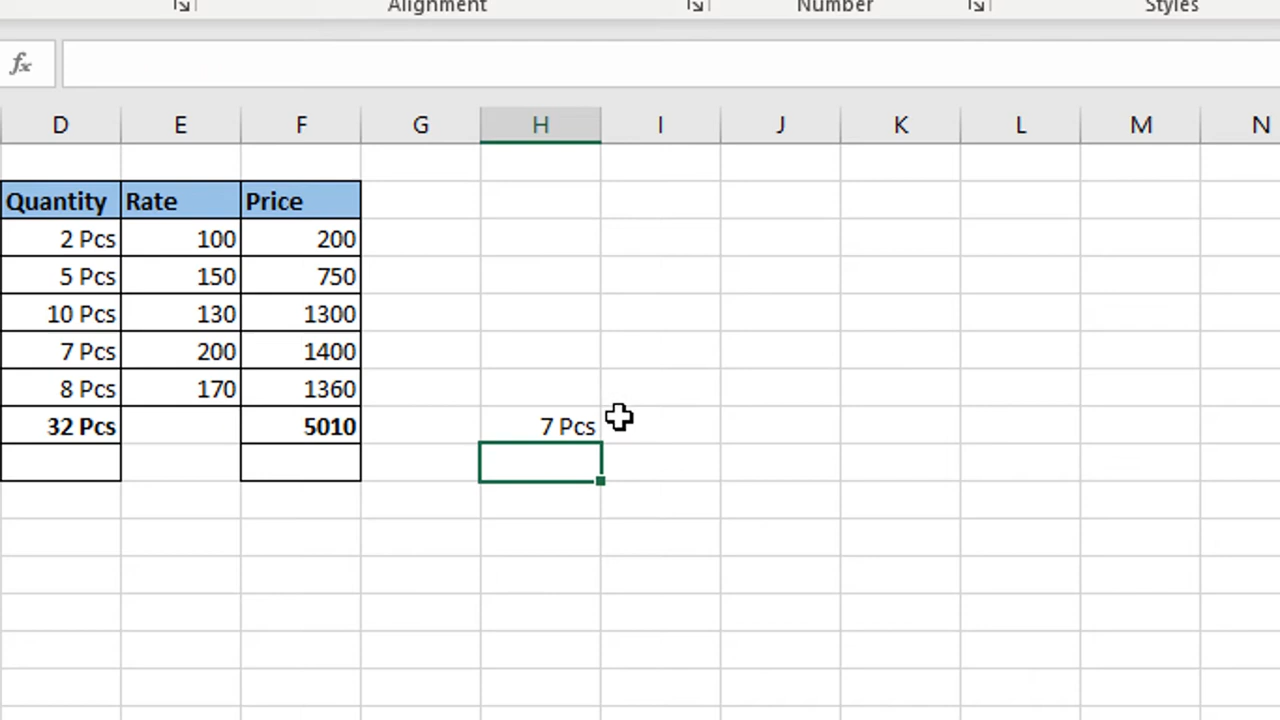 Alignment Number Styles
fx
D E F G H I J K L M N
Quantity Rate Price
2 Pcs 100 200
5 Pcs 150 750
10 Pcs 130 1300
7 Pcs 200 1400
8 Pcs 170 1360
32 Pcs 5010 7 Pcs